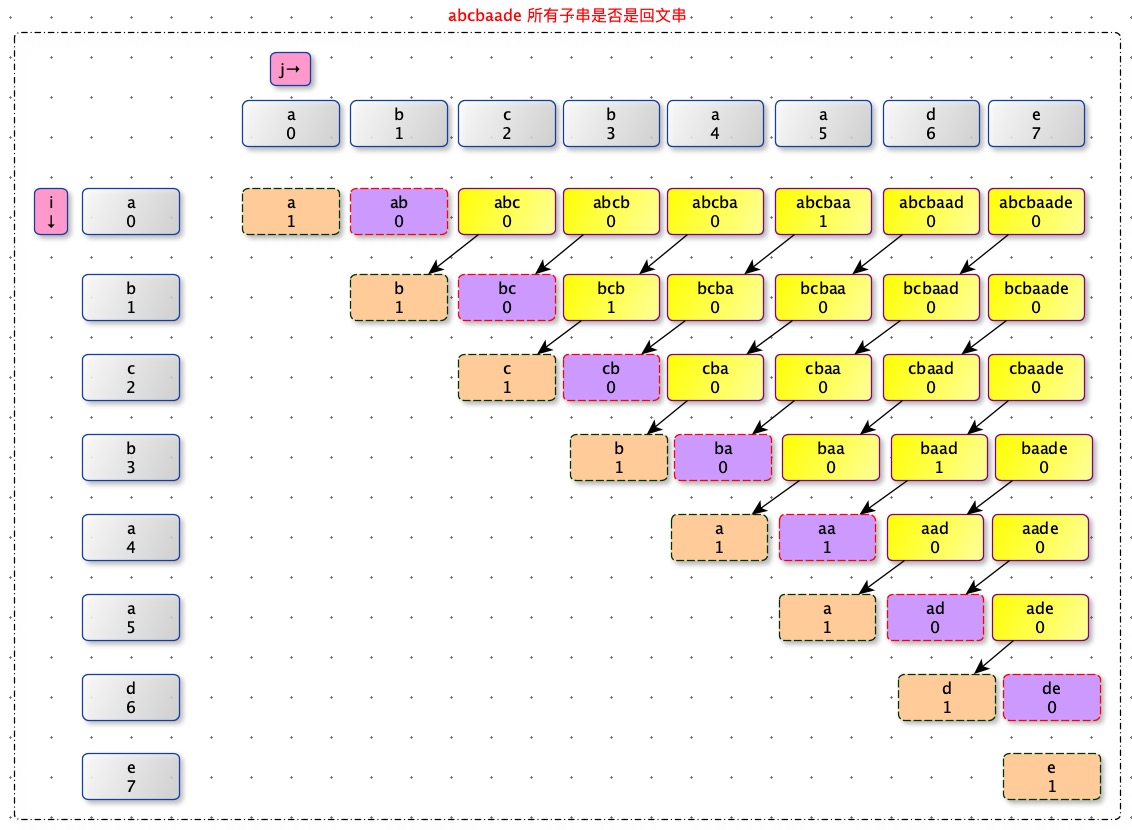 abcbaade 所有子串是否是回文串
j→
a b c b a a d e
0 1 2 3 4 5 6 7
i a a ab abc abcb abcba abcbaa abcbaad abcbaade
↓ 0 1 0 0 0 0 1 0 0
b b bc bcb bcba bcbaa bcbaad bcbaade
1 1 0 1 0 0 0 0
c c cb cba cbaa cbaad cbaade
2 1 0 0 0 0 0
b b ba baa baad baade
3 1 0 0 1 0
a a aa aad aade
4 1 1 0 0
a a ad ade
5 1 0 0
d d de
6 1 0
e e
7 1